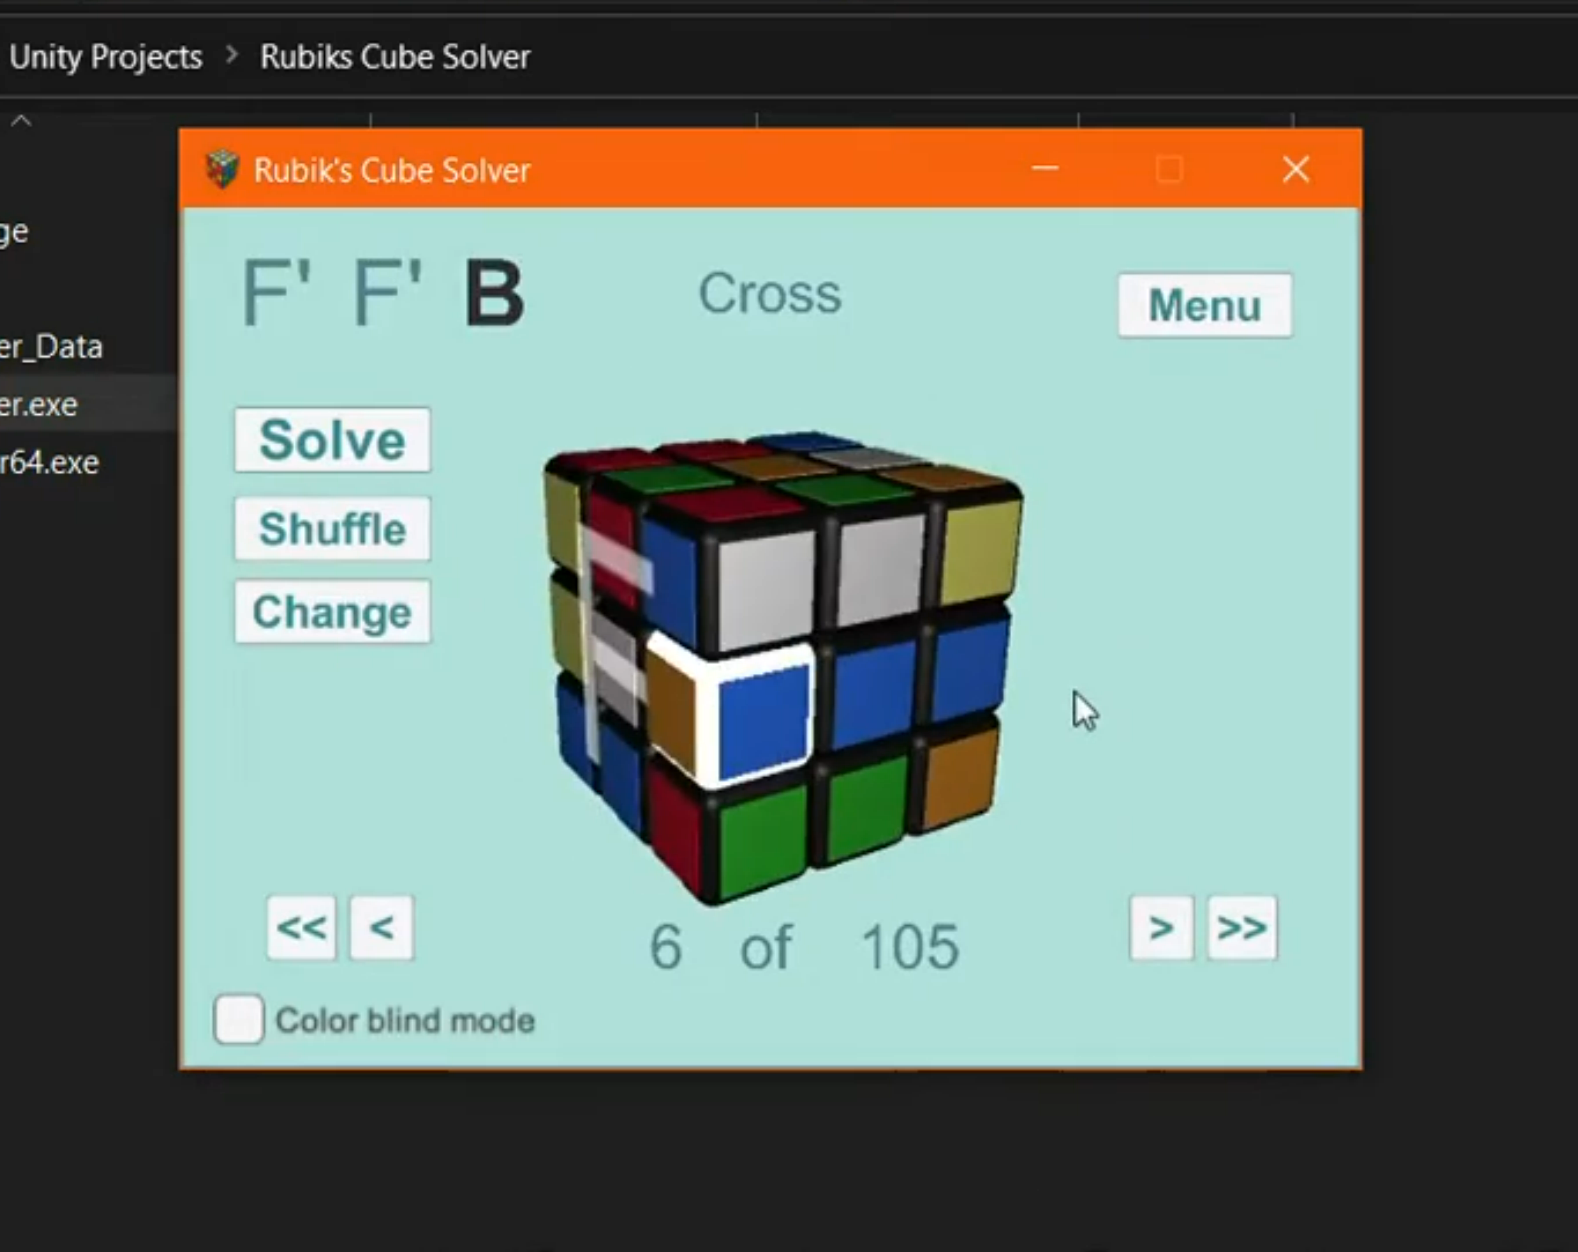 Unity Projects > Rubiks Cube Solver
Rubik's Cube Solver
ge
er_Data
er.exe
r64.exe
F' F' B
Cross
Menu
Solve
Shuffle
Change
F
<< <
6 of 105
> >>
Color blind mode